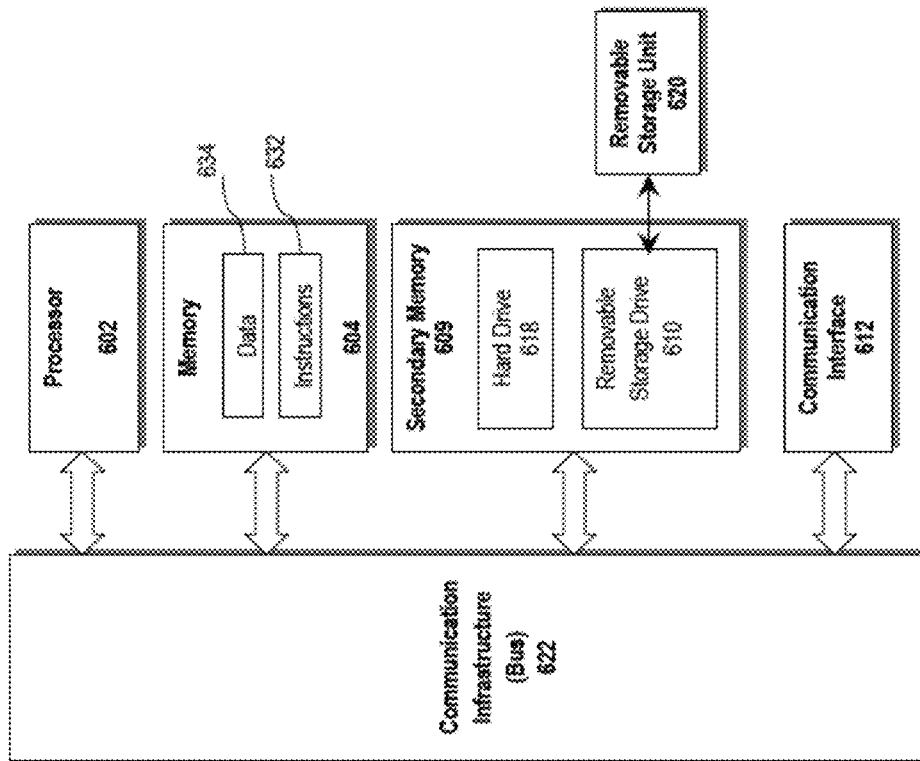 Processor
602
Memory
Data
Instructions
604
634
632
Secondary Memory
609
Hard Drive
618
Removable
Storage Drive
610
Removable
Storage Unit
620
Communication
Interface
612
Communication
Infrastructure
(Bus)
622